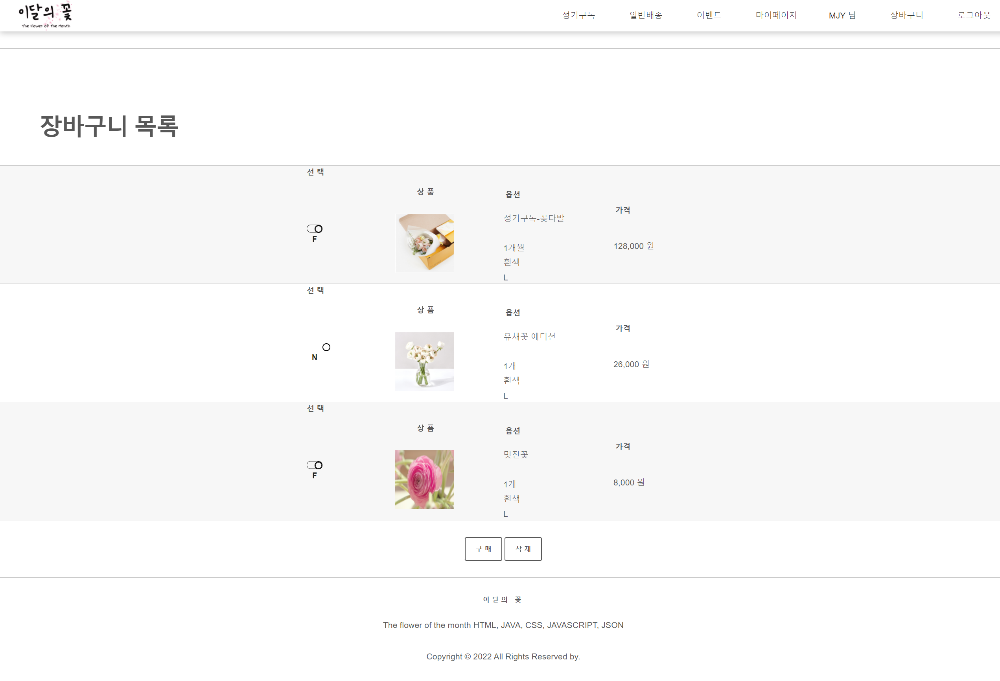 이달의 꽃
The Flower of the Month
정기구독 일반배송 이벤트 마이페이지 MJY 님 장바구니 로그아웃
장바구니 목록
선 택
상 품
옵션
가격
정기구독-꽃다발
F
128,000 원
1개월
흰색
L
선 택
상 품
옵션
가격
유채꽃 에디션
N
26,000 원
1개
흰색
L
선 택
상 품
옵션
가격
멋진꽃
F
8,000 원
1개
흰색
L
구 매 삭 제
이달의 꽃
The flower of the month HTML, JAVA, CSS, JAVASCRIPT, JSON
Copyright © 2022 All Rights Reserved by.